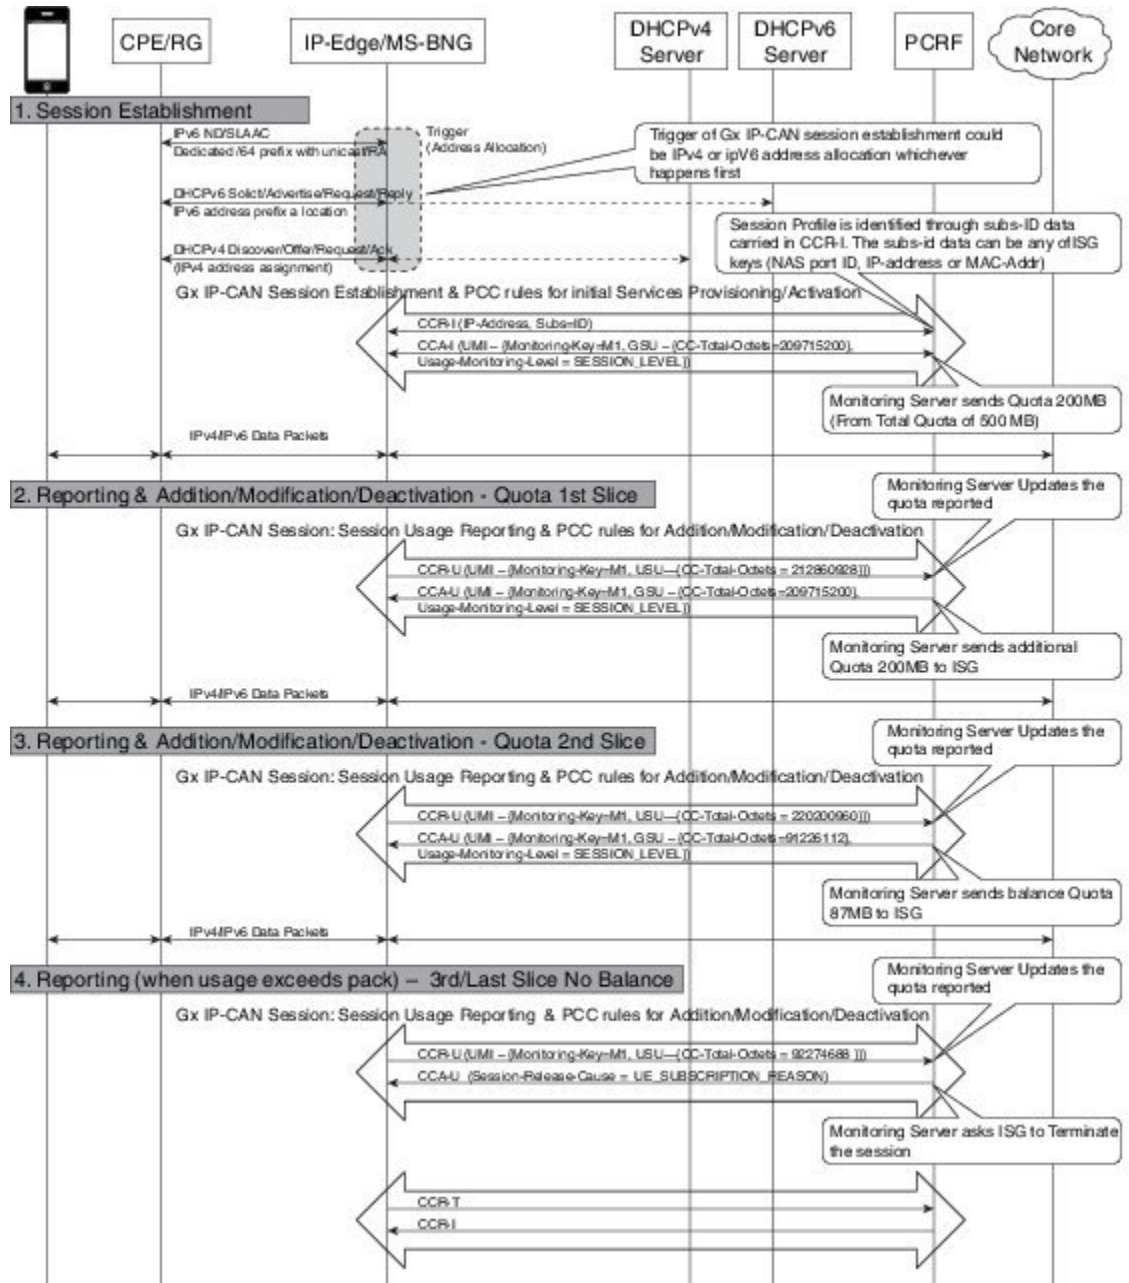 CPE/RG
IP-Edge/MS-BNG
DHCPv4
Server
DHCPv6
Server
PCRF
Core
Network
1. Session Establishment
IPv6 ND/SLAAC
Dedicated /64 prefix with unicast RA
Trigger
(Address Allocation)
Trigger of Gx IP-CAN session establishment could
be IPv4 or ipV6 address allocation whichever
happens first
DHCPv6 Solict/Advertise/Request/Reply
IPv6 address prefix a location
Session Profile is identified through subs-ID data
carried in CCR-I. The subs-id data can be any of ISG
keys (NAS port ID, IP-address or MAC-Addr)
DHCPv4 Discover/Offer/Request/Ack
(IPv4 address assignment)
Gx IP-CAN Session Establishment & PCC rules for initial Services Provisioning/Activation
CCR-I (IP-Address, Subs=ID)
CCA-I (UMI – {Monitoring-Key=M1, GSU – {CC-Total-Octets=209715200},
Usage-Monitoring-Level = SESSION_LEVEL})
Monitoring Server sends Quota 200MB
(From Total Quota of 500 MB)
IPv4/IPv6 Data Packets
2. Reporting & Addition/Modification/Deactivation - Quota 1st Slice
Monitoring Server Updates the
quota reported
Gx IP-CAN Session: Session Usage Reporting & PCC rules for Addition/Modification/Deactivation
CCR-U (UMI – {Monitoring-Key=M1, USU—{CC-Total-Octets = 212860928}})
CCA-U (UMI – {Monitoring-Key=M1, GSU – {CC-Total-Octets=209715200},
Usage-Monitoring-Level = SESSION_LEVEL})
Monitoring Server sends additional
Quota 200MB to ISG
IPv4/IPv6 Data Packets
3. Reporting & Addition/Modification/Deactivation - Quota 2nd Slice
Monitoring Server Updates the
quota reported
Gx IP-CAN Session: Session Usage Reporting & PCC rules for Addition/Modification/Deactivation
CCR-U (UMI – {Monitoring-Key=M1, USU—{CC-Total-Octets = 220200960}})
CCA-U (UMI – {Monitoring-Key=M1, GSU – {CC-Total-Octets=91226112},
Usage-Monitoring-Level = SESSION_LEVEL})
Monitoring Server sends balance Quota
87MB to ISG
IPv4/IPv6 Data Packets
4. Reporting (when usage exceeds pack) – 3rd/Last Slice No Balance
Monitoring Server Updates the
quota reported
Gx IP-CAN Session: Session Usage Reporting & PCC rules for Addition/Modification/Deactivation
CCR-U (UMI – {Monitoring-Key=M1, USU—{CC-Total-Octets = 92274688 }})
CCA-U (Session-Release-Cause = UE_SUBSCRIPTION_REASON)
Monitoring Server asks ISG to Terminate
the session
CCR-T
CCR-I